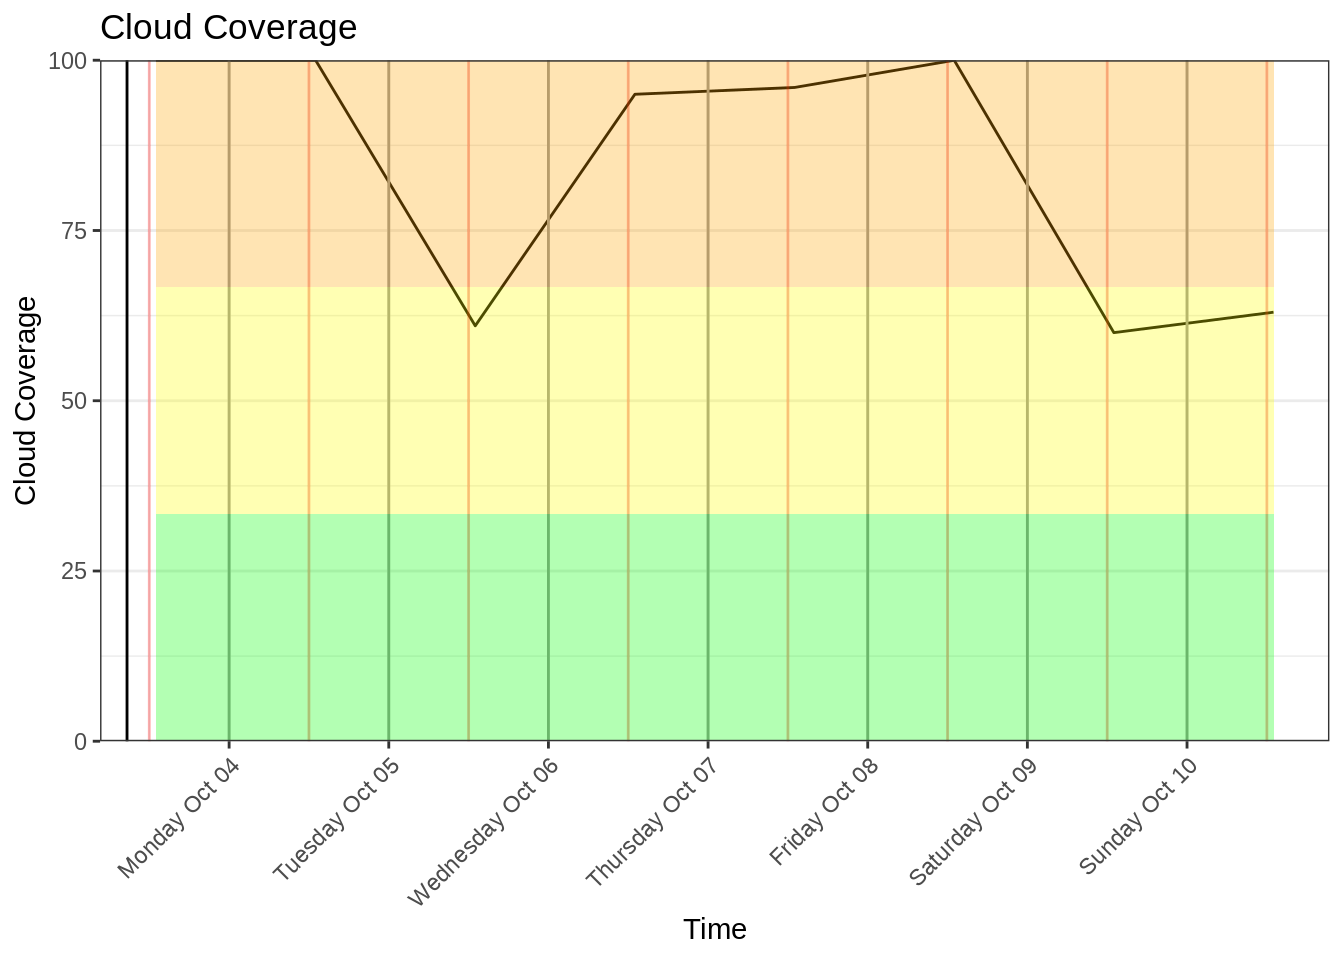 Cloud Coverage
100
75
50
25
0
Cloud Coverage
Monday Oct 04
Tuesday Oct 05
Wednesday Oct 06
Thursday Oct 07
Friday Oct 08
Saturday Oct 09
Sunday Oct 10
Time